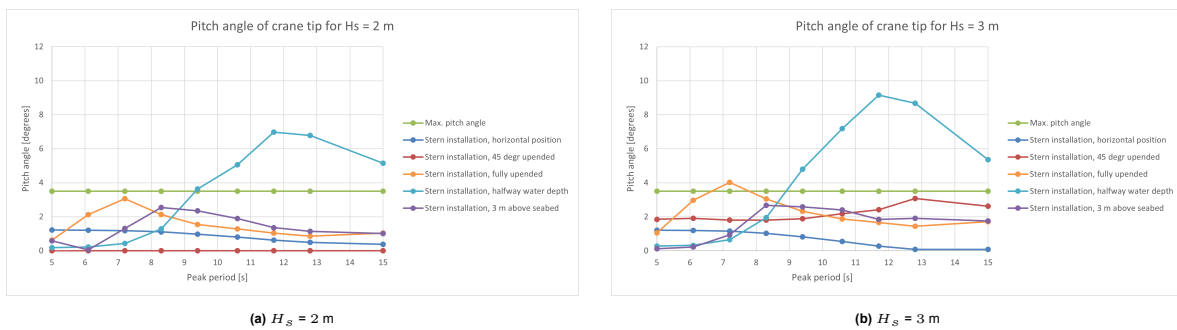 Pitch angle of crane tip for Hs = 2 m
12
10
8
6
4
2
0
Pitch angle [degrees]
5 6 7 8 9 10 11 12 13 14 15
Peak period [s]
Max. pitch angle
Stern installation, horizontal position
Stern installation, 45 degr upended
Stern installation, fully upended
Stern installation, halfway water depth
Stern installation, 3 m above seabed
(a) Hs = 2 m
Pitch angle of crane tip for Hs = 3 m
12
10
8
6
4
2
0
Pitch angle [degrees]
5 6 7 8 9 10 11 12 13 14 15
Peak period [s]
Max. pitch angle
Stern installation, horizontal position
Stern installation, 45 degr upended
Stern installation, fully upended
Stern installation, halfway water depth
Stern installation, 3 m above seabed
(b) Hs = 3 m